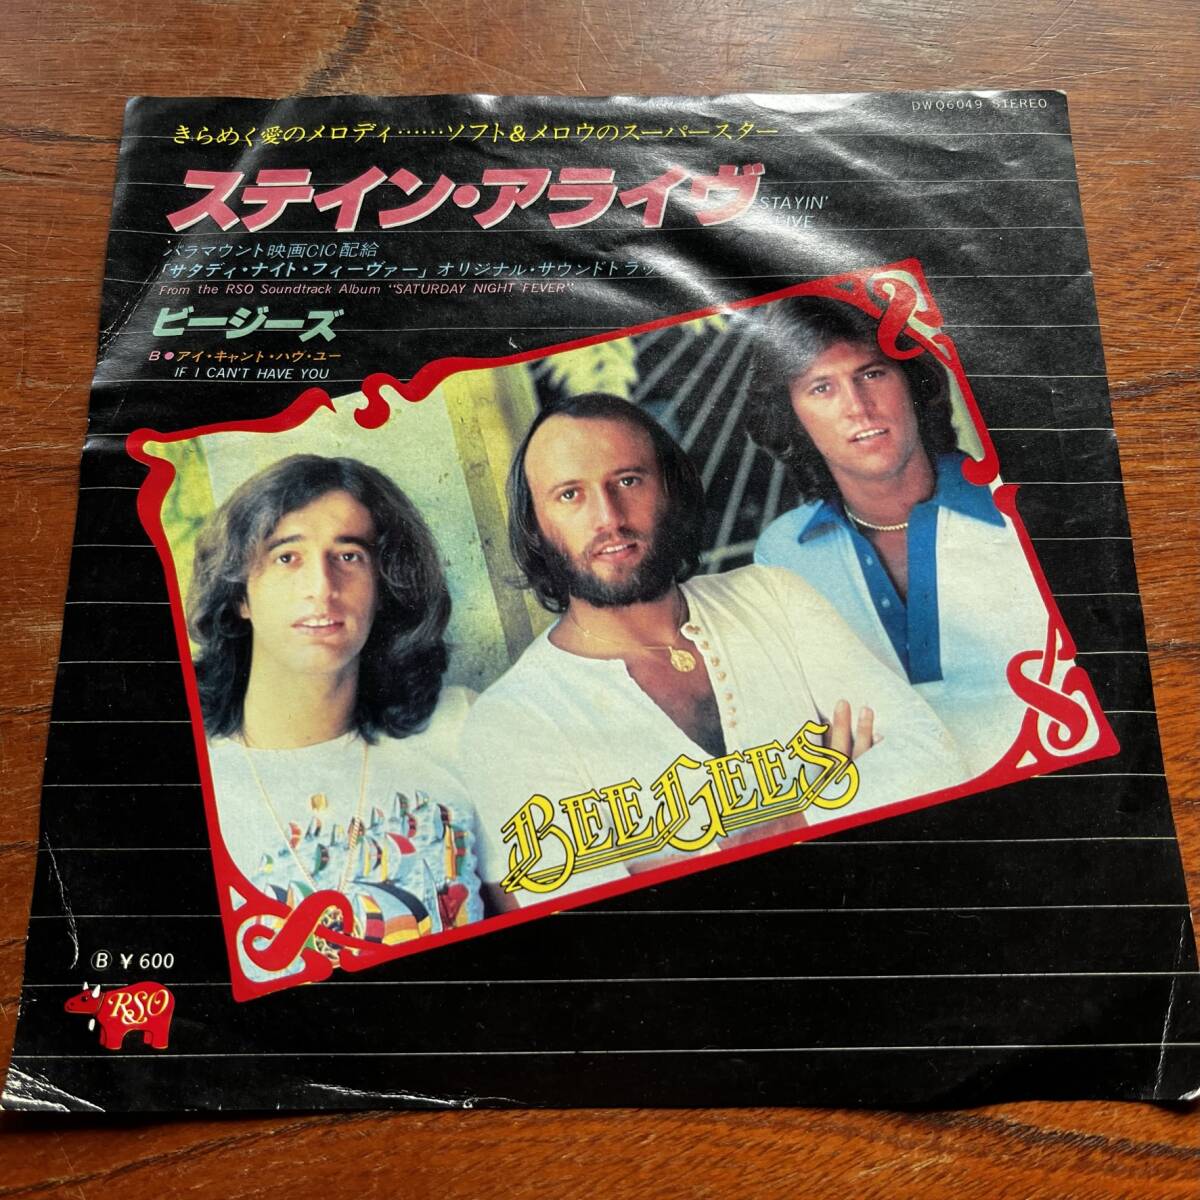 DWQ6049 STEREO
きらめく愛のメロディ……ソフト&メロウのスーパースター
ステイン・アライヴ
STAYIN'
パラマウント映画CIC配給
「サタディ・ナイト・フィーヴァー」オリジナル・サウンドトラッ
From the RSO Soundtrack Album "SATURDAY NIGHT FEVER"
ビージーズ
B●アイ・キャント・ハヴ・ユー
IF I CAN'T HAVE YOU
BEE GEES
Ⓑ ¥600
RSO